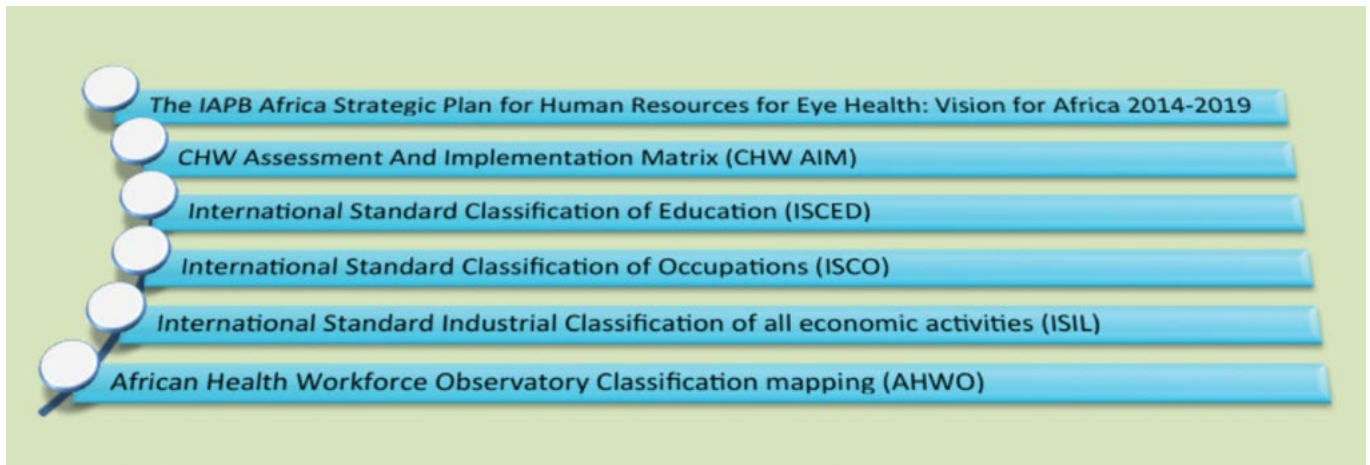 The IAPB Africa Strategic Plan for Human Resources for Eye Health: Vision for Africa 2014-2019
CHW Assessment And Implementation Matrix (CHW AIM)
International Standard Classification of Education (ISCED)
International Standard Classification of Occupations (ISCO)
International Standard Industrial Classification of all economic activities (ISIL)
African Health Workforce Observatory Classification mapping (AHWO)